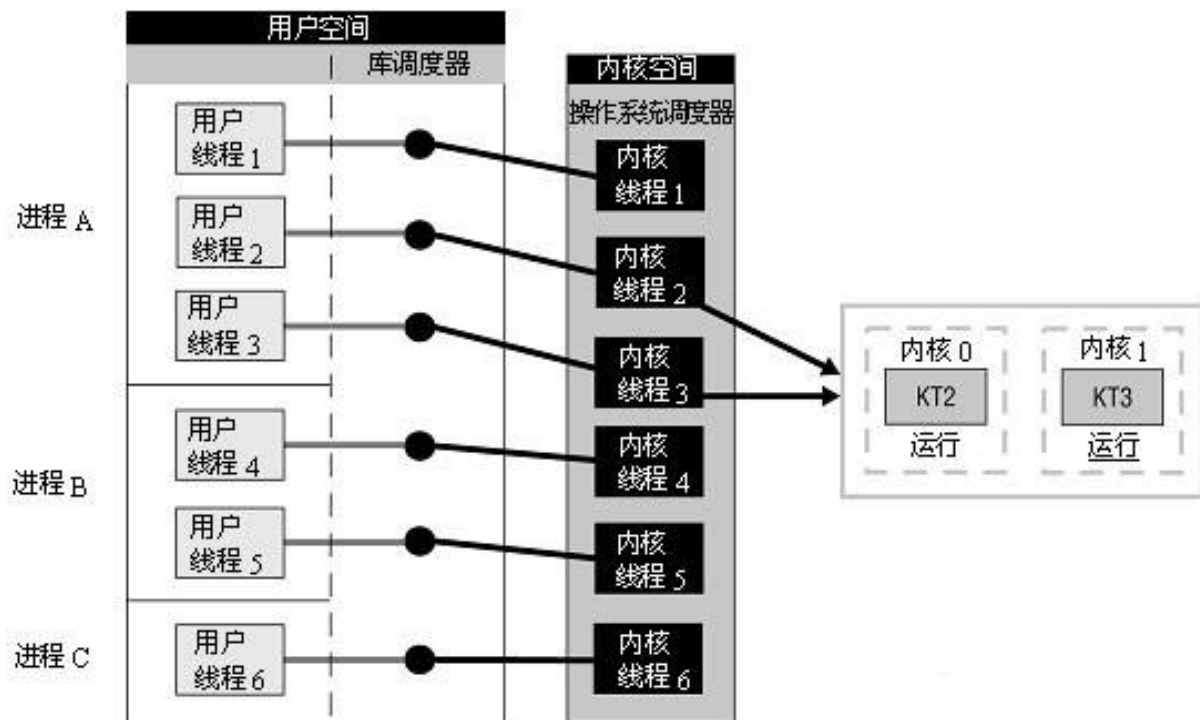 用户空间
库调度器
内核空间
操作系统调度器
进程 A
用户
线程 1
用户
线程 2
用户
线程 3
进程 B
用户
线程 4
用户
线程 5
进程 C
用户
线程 6
内核
线程 1
内核
线程 2
内核
线程 3
内核
线程 4
内核
线程 5
内核
线程 6
内核 0
KT2
运行
内核 1
KT3
运行